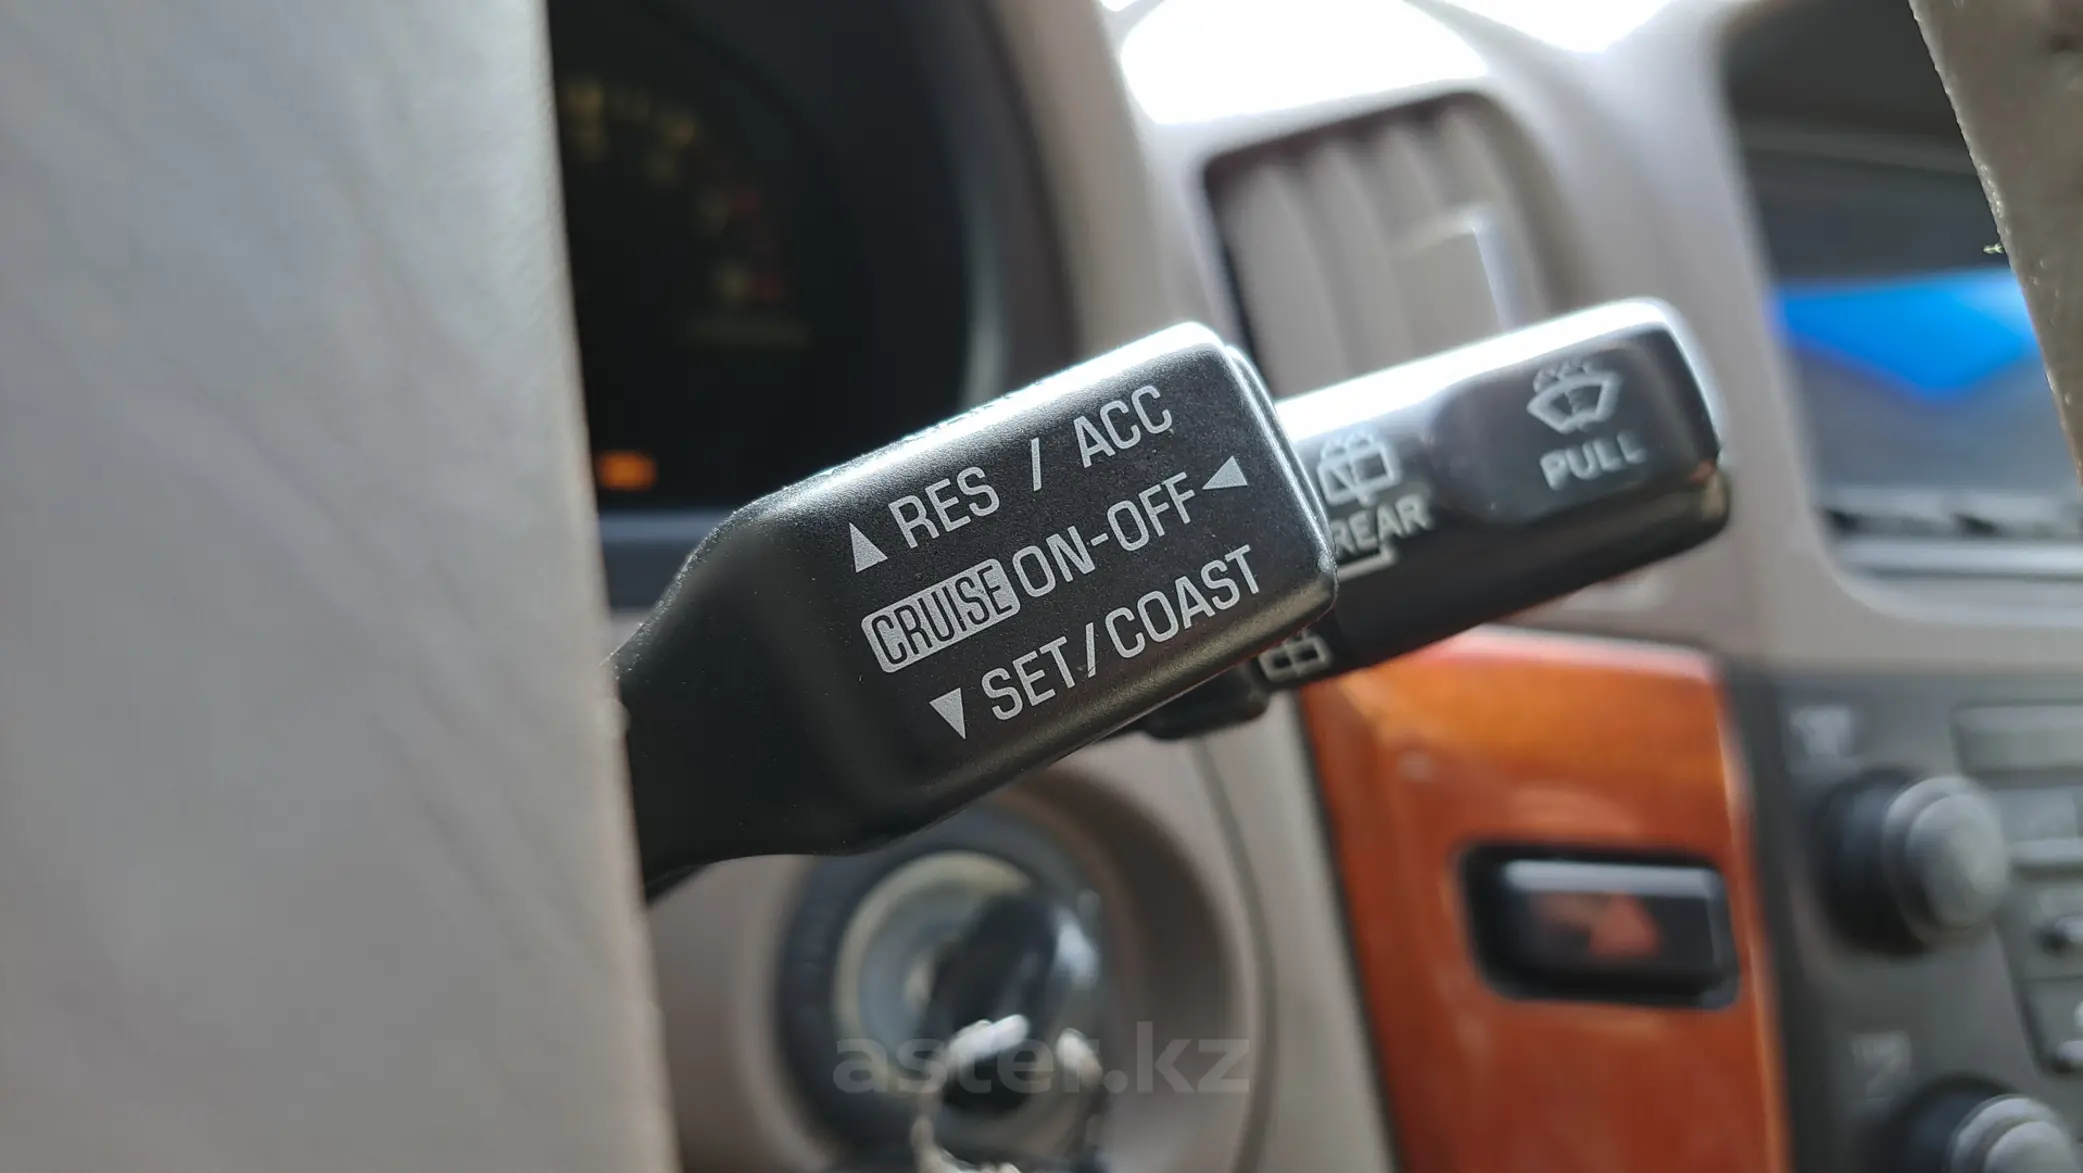 ▲RES / ACC
CRUISE ON-OFF◄
▼SET/COAST
REAR
PULL
aster.kz